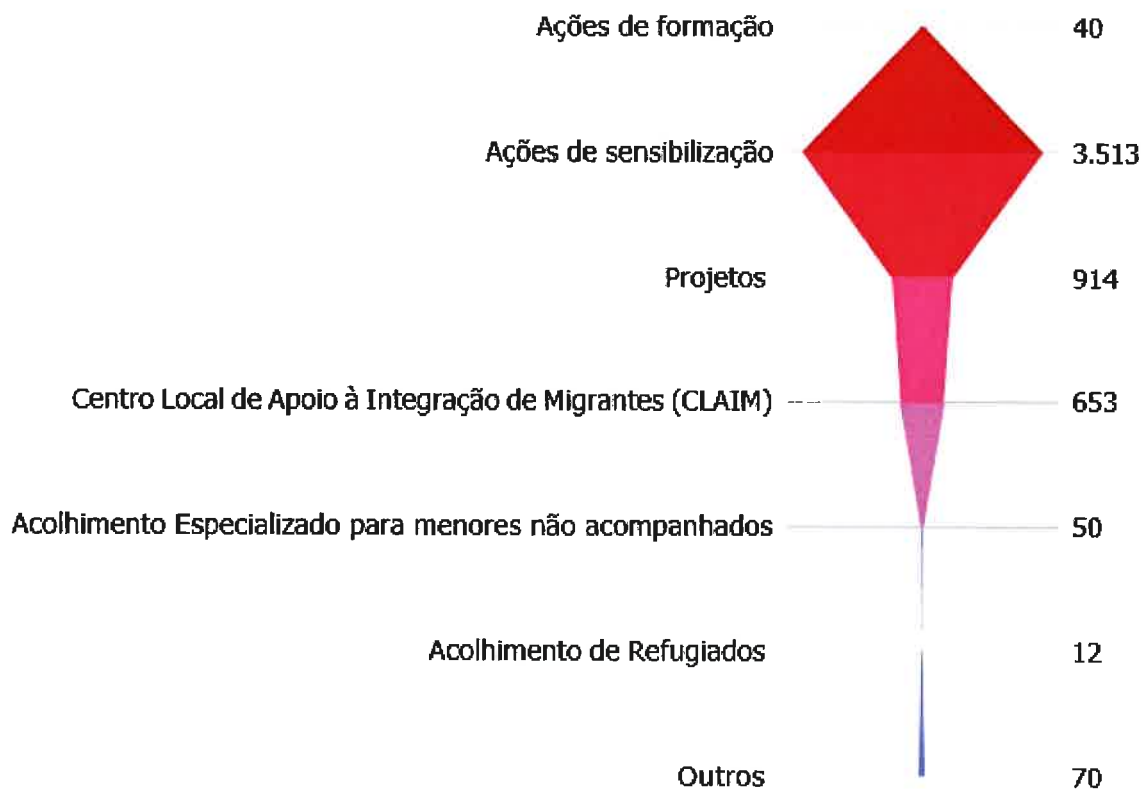 Ações de formação 40
Ações de sensibilização 3.513
Projetos 914
Centro Local de Apoio à Integração de Migrantes (CLAIM) 653
Acolhimento Especializado para menores não acompanhados 50
Acolhimento de Refugiados 12
Outros 70